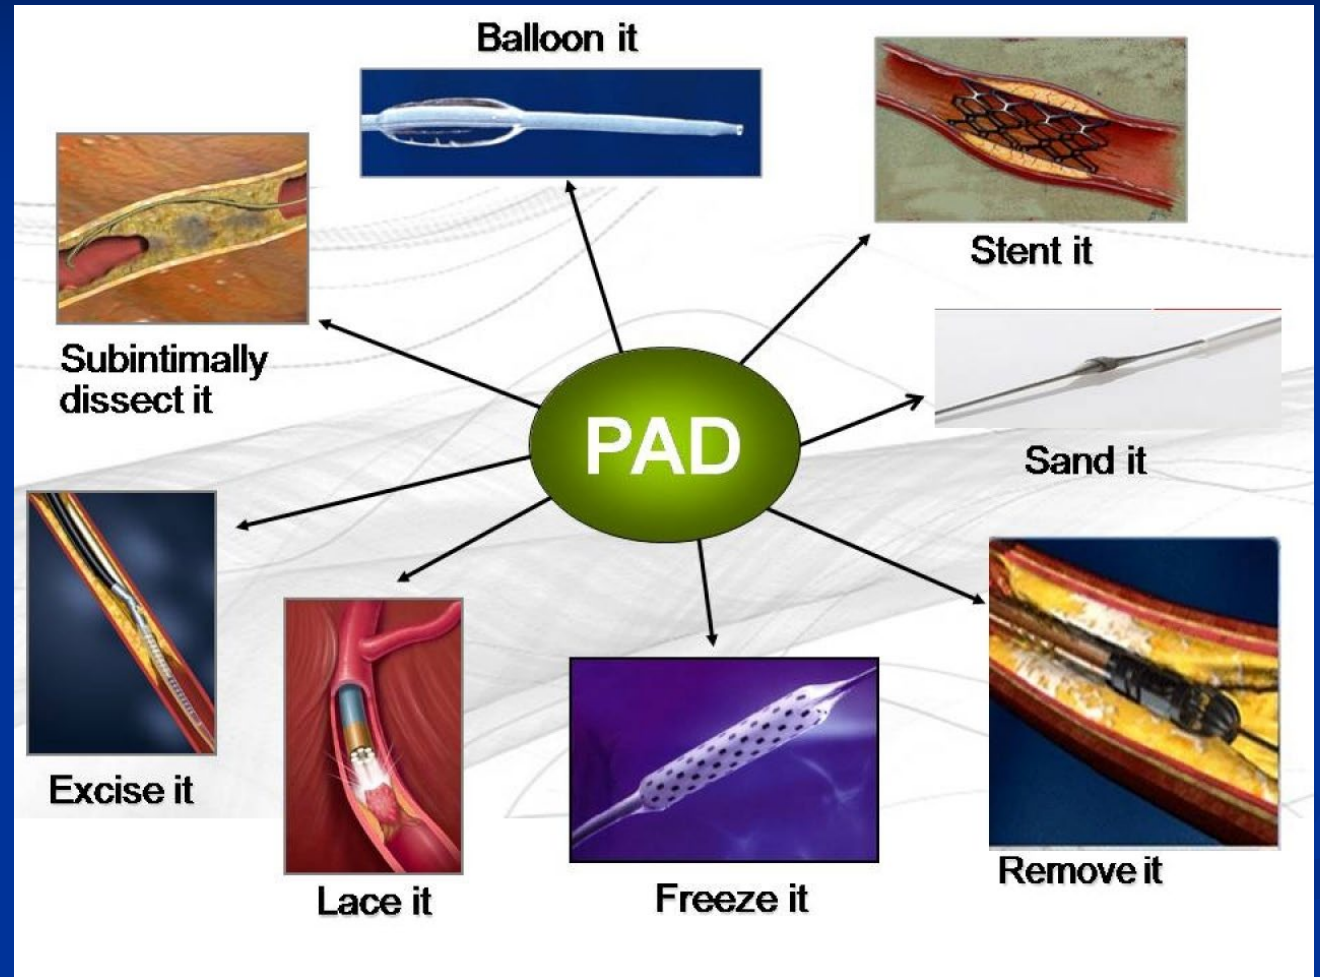 Balloon it
Stent it
Subintimally
dissect it
PAD
Sand it
Excise it
Lace it
Freeze it
Remove it